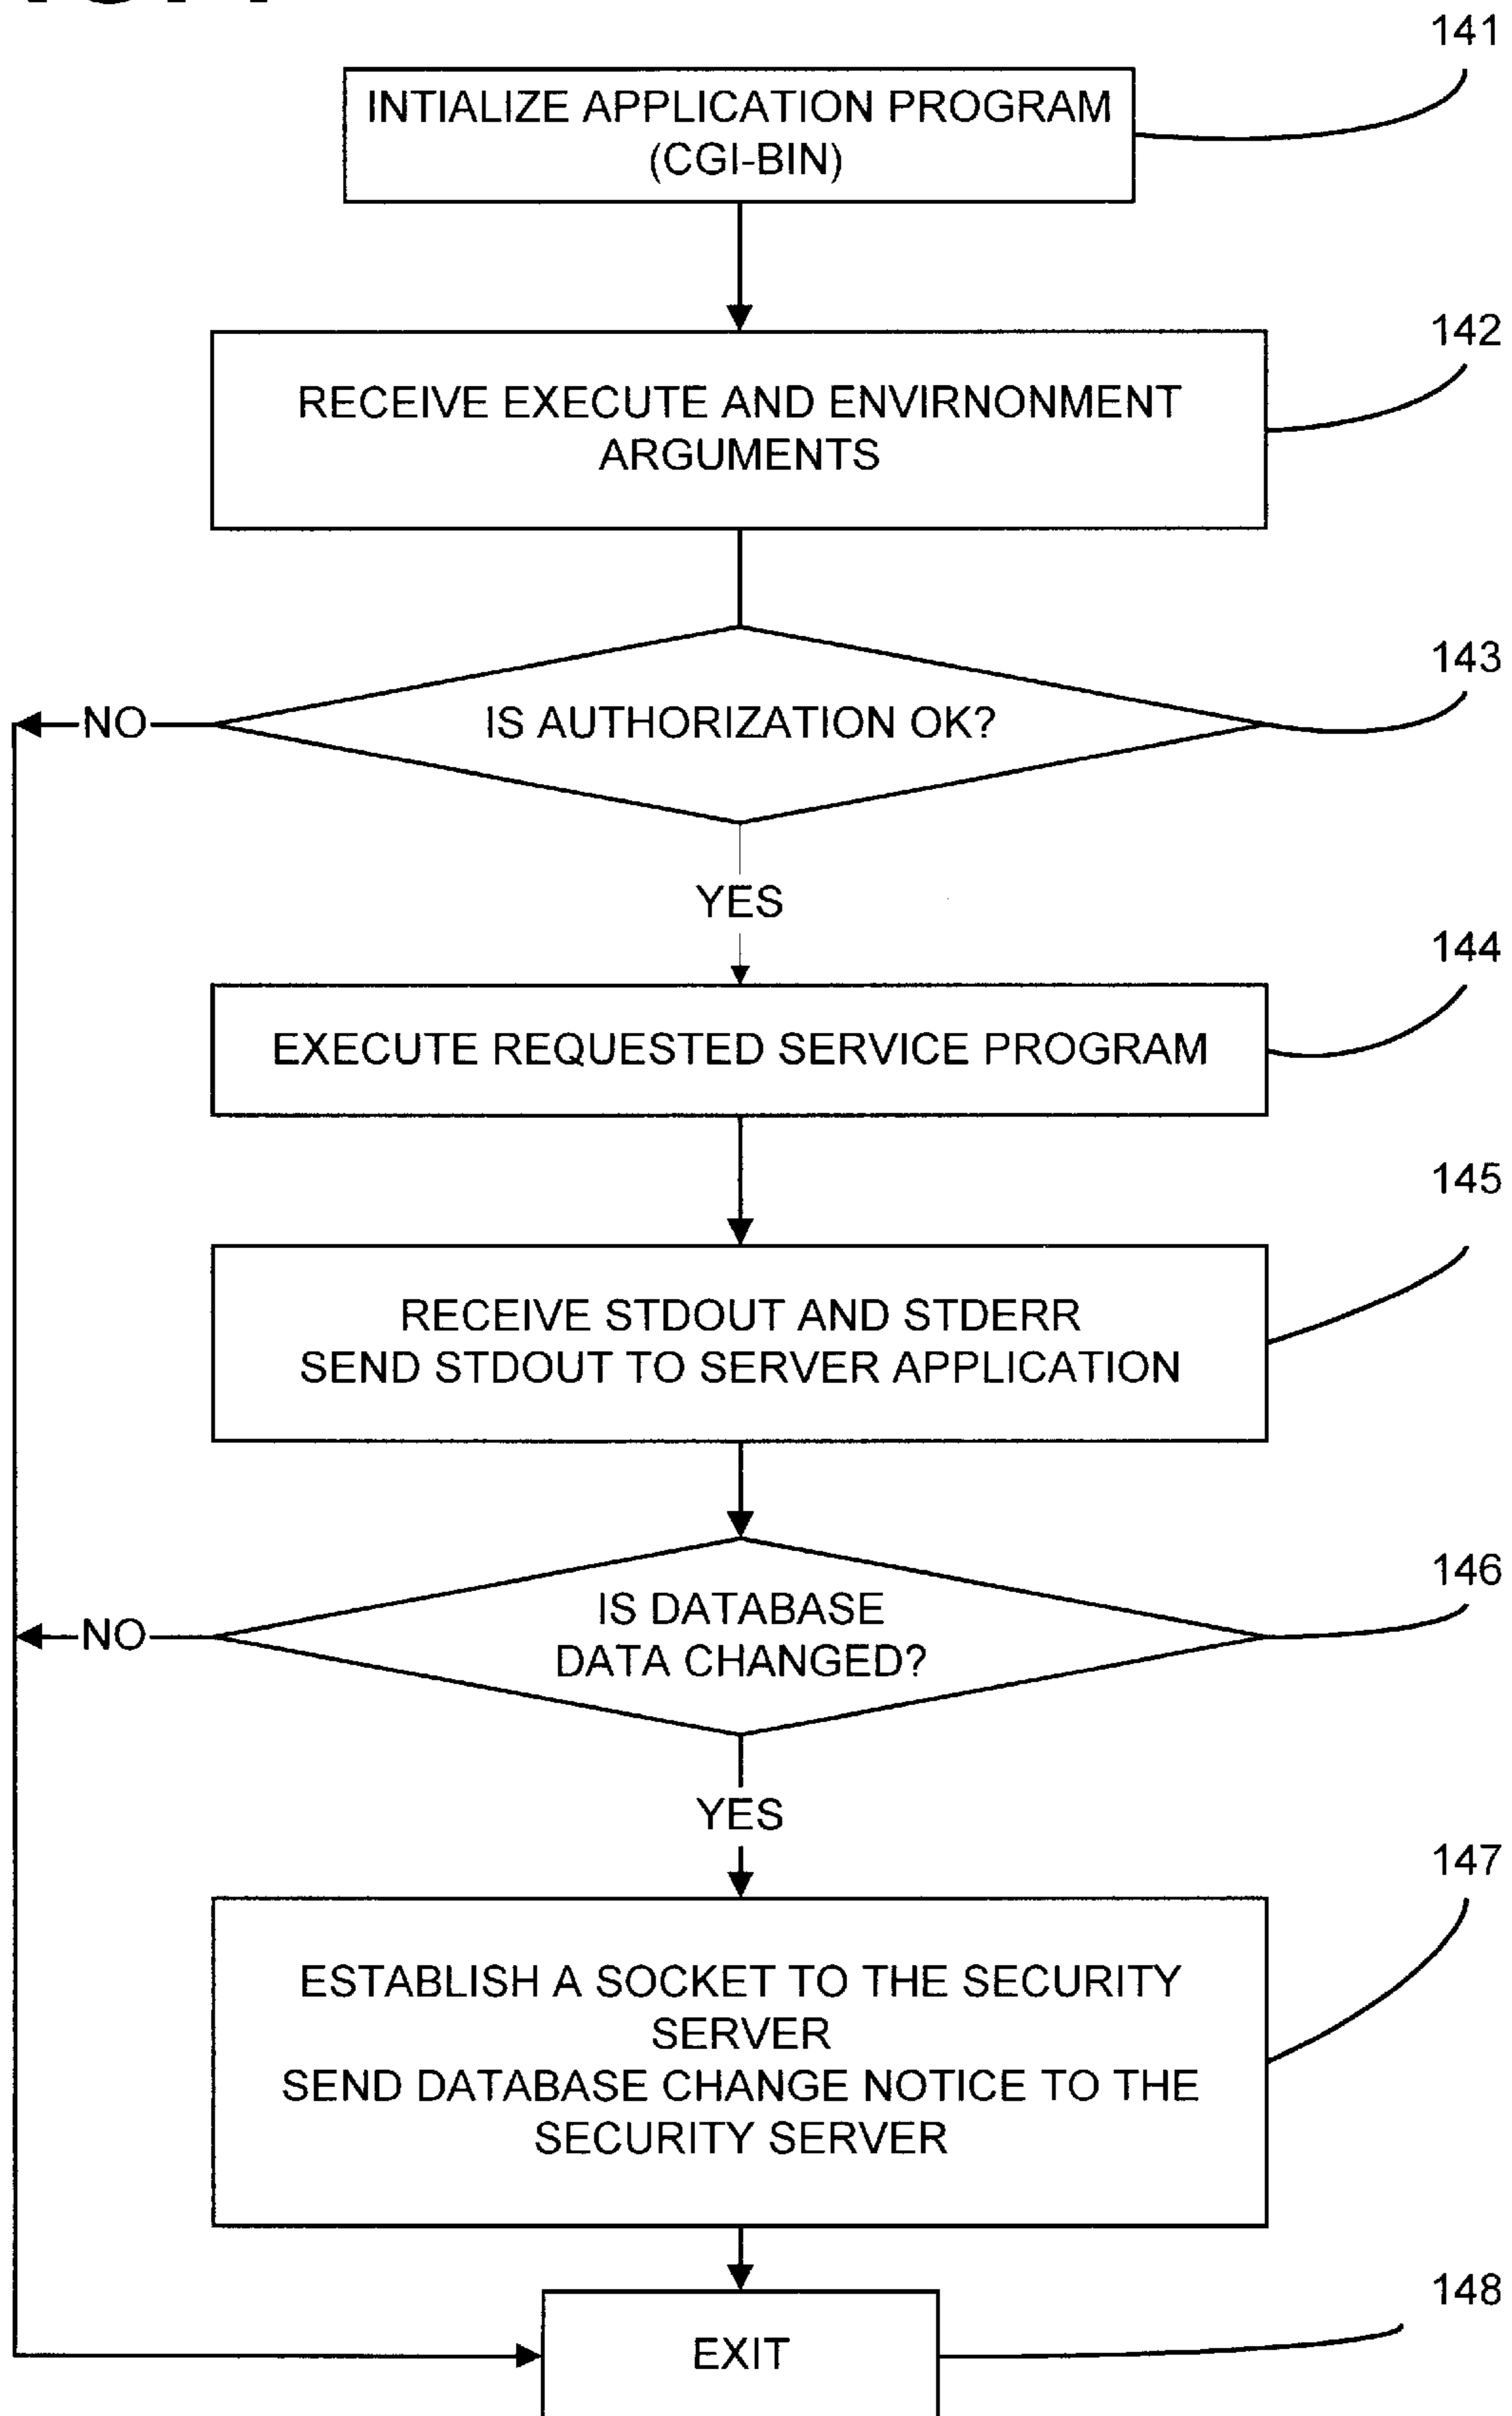 141
INTIALIZE APPLICATION PROGRAM
(CGI-BIN)
142
RECEIVE EXECUTE AND ENVIRNONMENT
ARGUMENTS
143
NO
IS AUTHORIZATION OK?
YES
144
EXECUTE REQUESTED SERVICE PROGRAM
145
RECEIVE STDOUT AND STDERR
SEND STDOUT TO SERVER APPLICATION
146
NO
IS DATABASE
DATA CHANGED?
YES
147
ESTABLISH A SOCKET TO THE SECURITY
SERVER
SEND DATABASE CHANGE NOTICE TO THE
SECURITY SERVER
148
EXIT